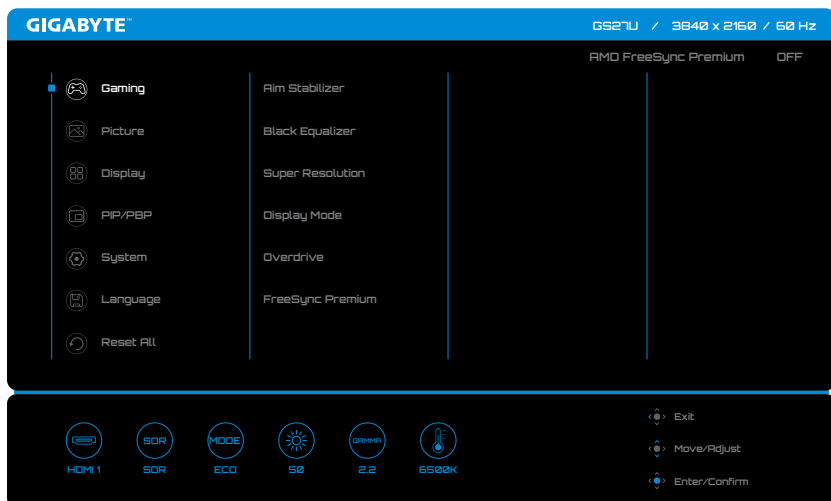 GIGABYTE™ GS27U / 3840 x 2160 / 60 Hz
AMD FreeSync Premium OFF
Gaming Aim Stabilizer
Picture Black Equalizer
Display Super Resolution
PIP/PBP Display Mode
System Overdrive
Language FreeSync Premium
Reset All
Exit
SDR MODE GAMMA
Move/Adjust
HDMI 1 SDR ECO 50 2.2 6500K
Enter/Confirm